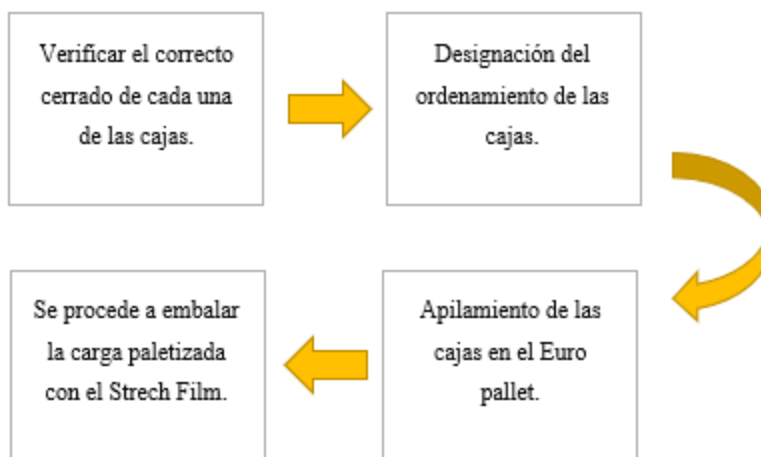 Verificar el correcto
cerrado de cada una
de las cajas.
Designación del
ordenamiento de las
cajas.
Apilamiento de las
cajas en el Euro
pallet.
Se procede a embalar
la carga paletizada
con el Strech Film.